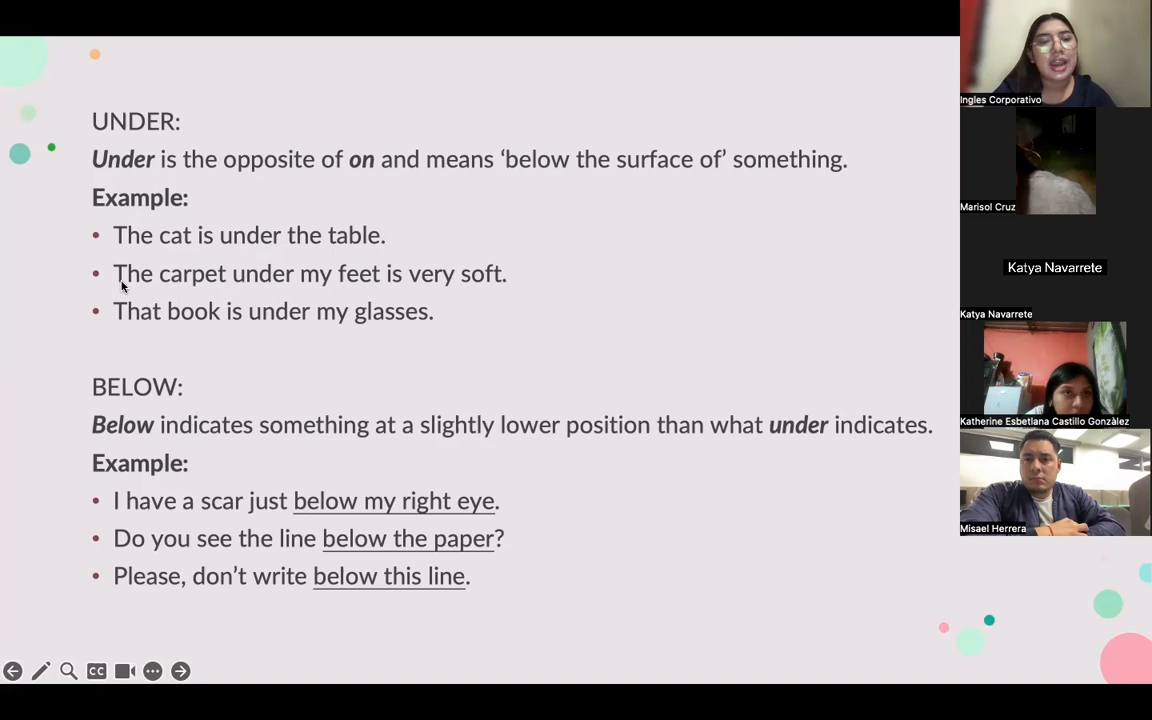 UNDER:
Under is the opposite of on and means ‘below the surface of’ something.
Example:
• The cat is under the table.
• The carpet under my feet is very soft.
• That book is under my glasses.
BELOW:
Below indicates something at a slightly lower position than what under indicates.
Example:
• I have a scar just below my right eye.
• Do you see the line below the paper?
• Please, don’t write below this line.
CC
Ingles Corporativo
Marisol Cruz
Katya Navarrete
Katya Navarrete
Katherine Esbetlana Castillo Gonzàlez
Misael Herrera